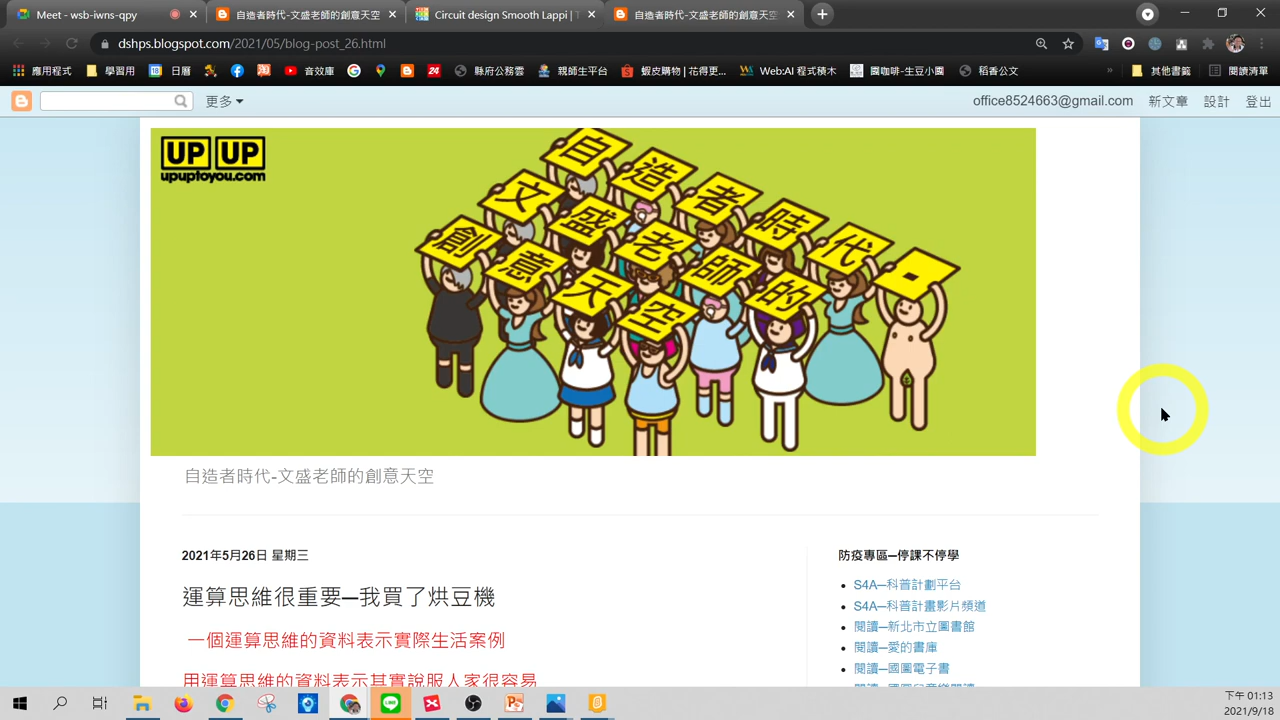 Meet - wsb-iwns-npy
自造者時代-文盛老師的創意天空
Circuit design Smooth Lappi | T
自造者時代-文盛老師的創意天空
dshps.blogspot.com/2021/05/blog-post_26.html
應用程式 學習用 日曆 音效庫 縣府公務雲 親師生平台 蝦皮購物 | 花得更... Web:AI 程式積木 國咖啡-生豆小園 稻香公文 » 其他書籤 閱讀清單
更多 office8524663@gmail.com 新文章 設計 登出
UP UP
upuptoyou.com
自造者時代-
文盛老師的
創意天空
自造者時代-文盛老師的創意天空
2021年5月26日 星期三
運算思維很重要─我買了烘豆機
一個運算思維的資料表示實際生活案例
用運算思維的資料表示其實說服人家很容易
防疫專區─停課不停學
S4A─科普計劃平台
S4A─科普計畫影片頻道
閱讀─新北市立圖書館
閱讀─愛的書庫
閱讀─國圖電子書
下午 01:13
2021/9/18